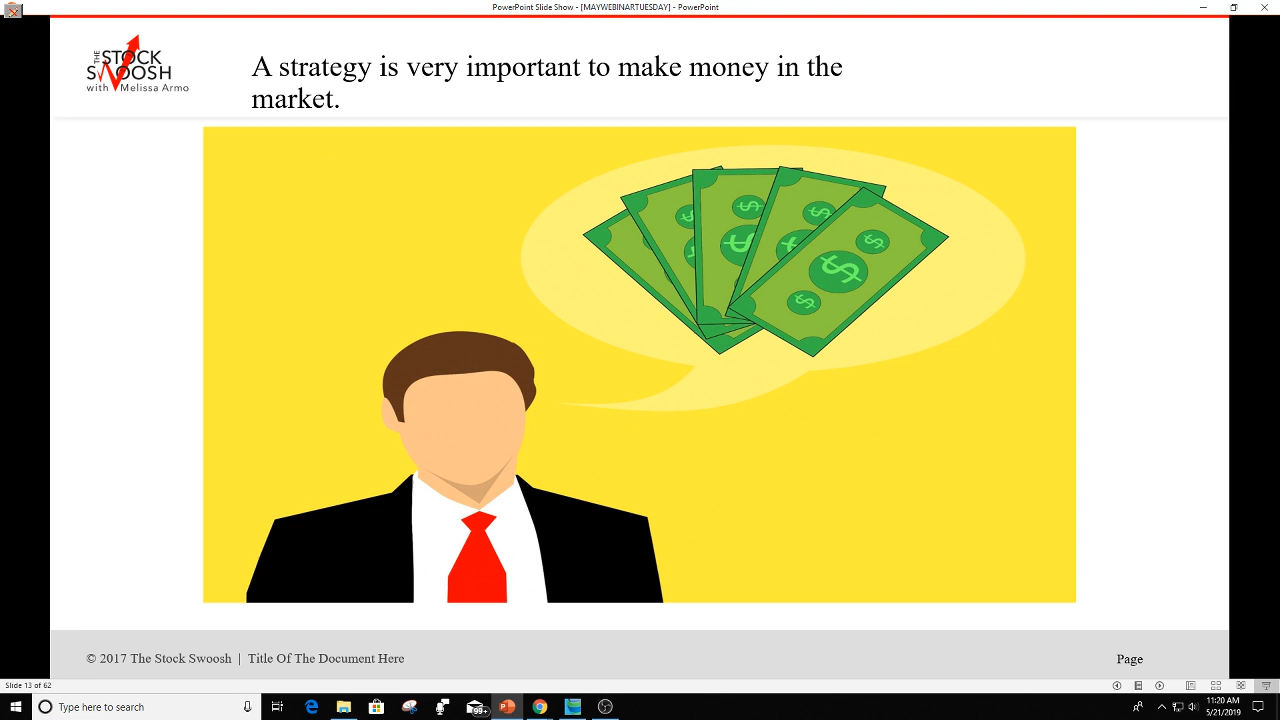 PowerPoint Slide Show - [MAYWEBINARTUESDAY] - PowerPoint
THE
STOCK
SWOOSH
with Melissa Armo
A strategy is very important to make money in the
market.
$ $ $ $ $ $ $ $ $
© 2017 The Stock Swoosh | Title Of The Document Here
Page
Slide 13 of 62
Type here to search
99+
11:20 AM
5/21/2019